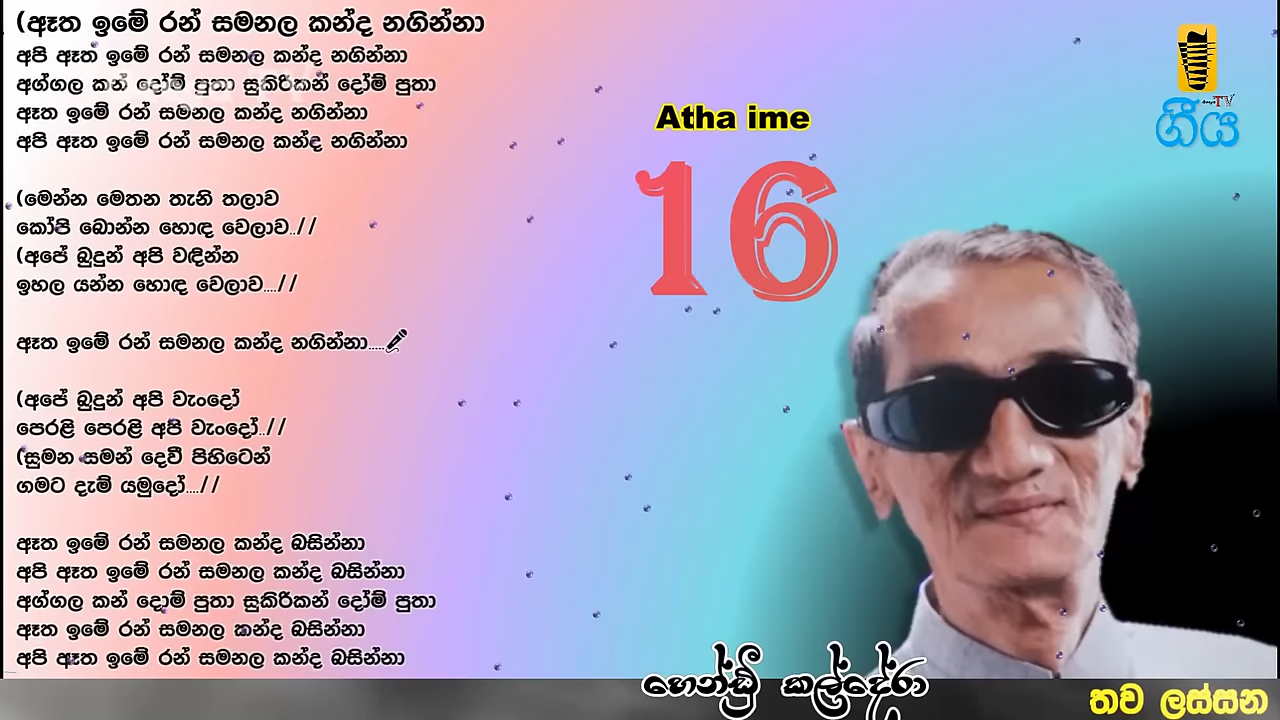 (ඈත ඉමේ රන් සමනල කන්ද නගින්නා
අපි ඈත ඉමේ රන් සමනල කන්ද නගින්නා
අග්ගල කන් දෝම් පුතා සුකිරිකන් දෝම් පුතා
ඈත ඉමේ රන් සමනල කන්ද නගින්නා
අපි ඈත ඉමේ රන් සමනල කන්ද නගින්නා
(මෙන්න මෙතන තැනි තලාව
කෝපි බොන්න හොඳ වෙලාව..//
(අපේ බුදුන් අපි වඳින්න
ඉහල යන්න හොඳ වෙලාව....//
ඈත ඉමේ රන් සමනල කන්ද නගින්නා.....
(අපේ බුදුන් අපි වැංදෝ
පෙරළි පෙරළි අපි වැංදෝ..//
(සුමන සමන් දෙවි පිහිටෙන්
ගමට දැම් යමුදෝ....//
ඈත ඉමේ රන් සමනල කන්ද බසින්නා
අපි ඈත ඉමේ රන් සමනල කන්ද බසින්නා
අග්ගල කන් දොම් පුතා සුකිරිකන් දෝම් පුතා
ඈත ඉමේ රන් සමනල කන්ද බසින්නා
අපි ඈත ඉමේ රන් සමනල කන්ද බසින්නා
Atha ime
16
TV
ගීය
හෙන්ඩ්‍රි කල්දේරා
තව ලස්සන